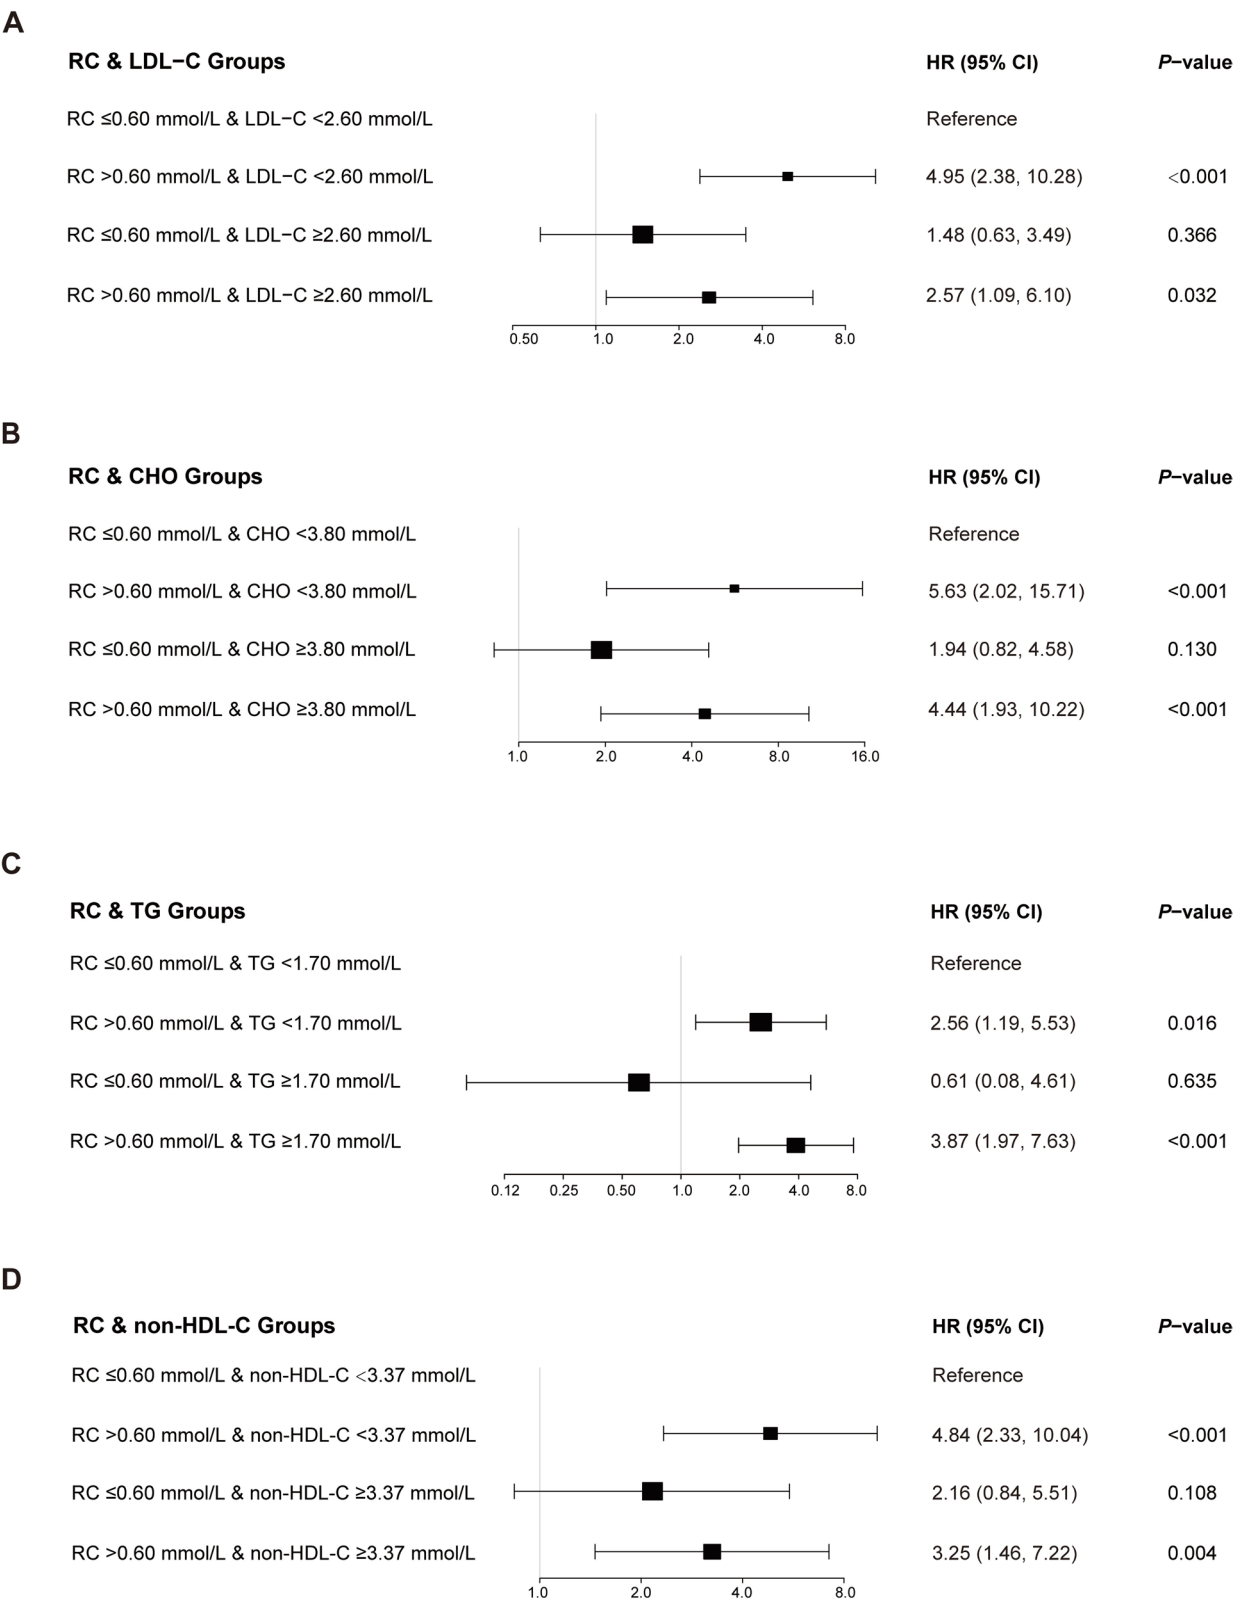 A
RC & LDL−C Groups HR (95% CI) P−value
RC ≤0.60 mmol/L & LDL−C <2.60 mmol/L Reference
RC >0.60 mmol/L & LDL−C <2.60 mmol/L 4.95 (2.38, 10.28) <0.001
RC ≤0.60 mmol/L & LDL−C ≥2.60 mmol/L 1.48 (0.63, 3.49) 0.366
RC >0.60 mmol/L & LDL−C ≥2.60 mmol/L 2.57 (1.09, 6.10) 0.032
0.50 1.0 2.0 4.0 8.0
B
RC & CHO Groups HR (95% CI) P−value
RC ≤0.60 mmol/L & CHO <3.80 mmol/L Reference
RC >0.60 mmol/L & CHO <3.80 mmol/L 5.63 (2.02, 15.71) <0.001
RC ≤0.60 mmol/L & CHO ≥3.80 mmol/L 1.94 (0.82, 4.58) 0.130
RC >0.60 mmol/L & CHO ≥3.80 mmol/L 4.44 (1.93, 10.22) <0.001
1.0 2.0 4.0 8.0 16.0
C
RC & TG Groups HR (95% CI) P−value
RC ≤0.60 mmol/L & TG <1.70 mmol/L Reference
RC >0.60 mmol/L & TG <1.70 mmol/L 2.56 (1.19, 5.53) 0.016
RC ≤0.60 mmol/L & TG ≥1.70 mmol/L 0.61 (0.08, 4.61) 0.635
RC >0.60 mmol/L & TG ≥1.70 mmol/L 3.87 (1.97, 7.63) <0.001
0.12 0.25 0.50 1.0 2.0 4.0 8.0
D
RC & non-HDL-C Groups HR (95% CI) P−value
RC ≤0.60 mmol/L & non-HDL-C <3.37 mmol/L Reference
RC >0.60 mmol/L & non-HDL-C <3.37 mmol/L 4.84 (2.33, 10.04) <0.001
RC ≤0.60 mmol/L & non-HDL-C ≥3.37 mmol/L 2.16 (0.84, 5.51) 0.108
RC >0.60 mmol/L & non-HDL-C ≥3.37 mmol/L 3.25 (1.46, 7.22) 0.004
1.0 2.0 4.0 8.0